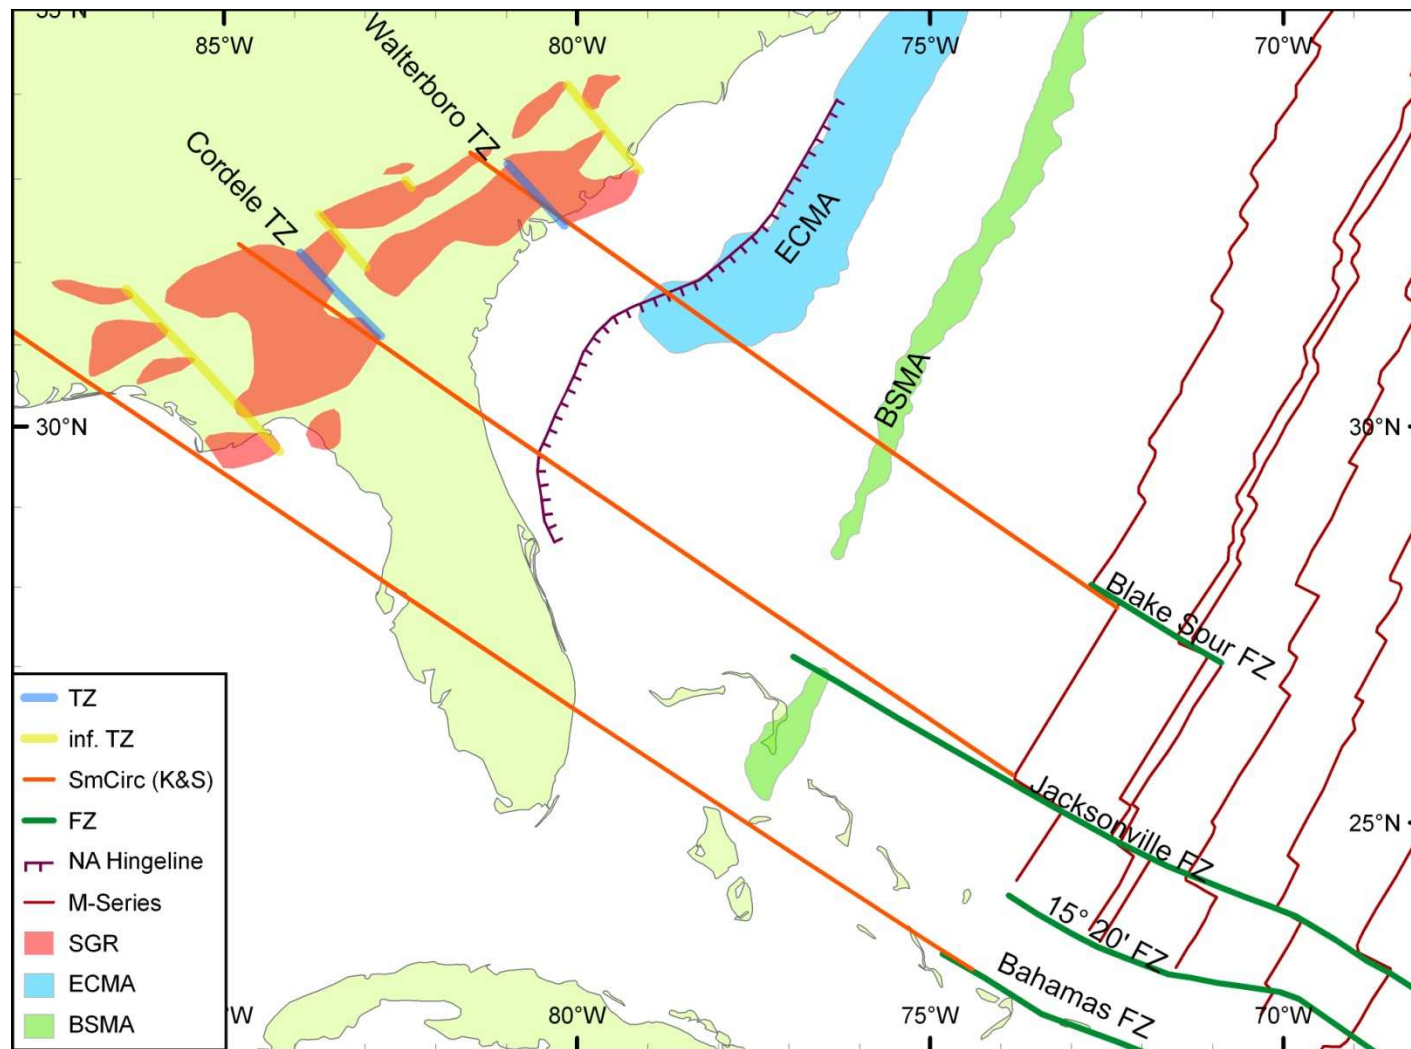 85°W
80°W
75°W
70°W
Walterboro TZ
Cordele TZ
ECMA
BSMA
30°N
30°N
Blake Spur FZ
TZ
inf. TZ
SmCirc (K&S)
FZ
NA Hingeline
M-Series
SGR
ECMA
BSMA
Jacksonville FZ
25°N
15° 20' FZ
Bahamas FZ
°W
80°W
75°W
70°W